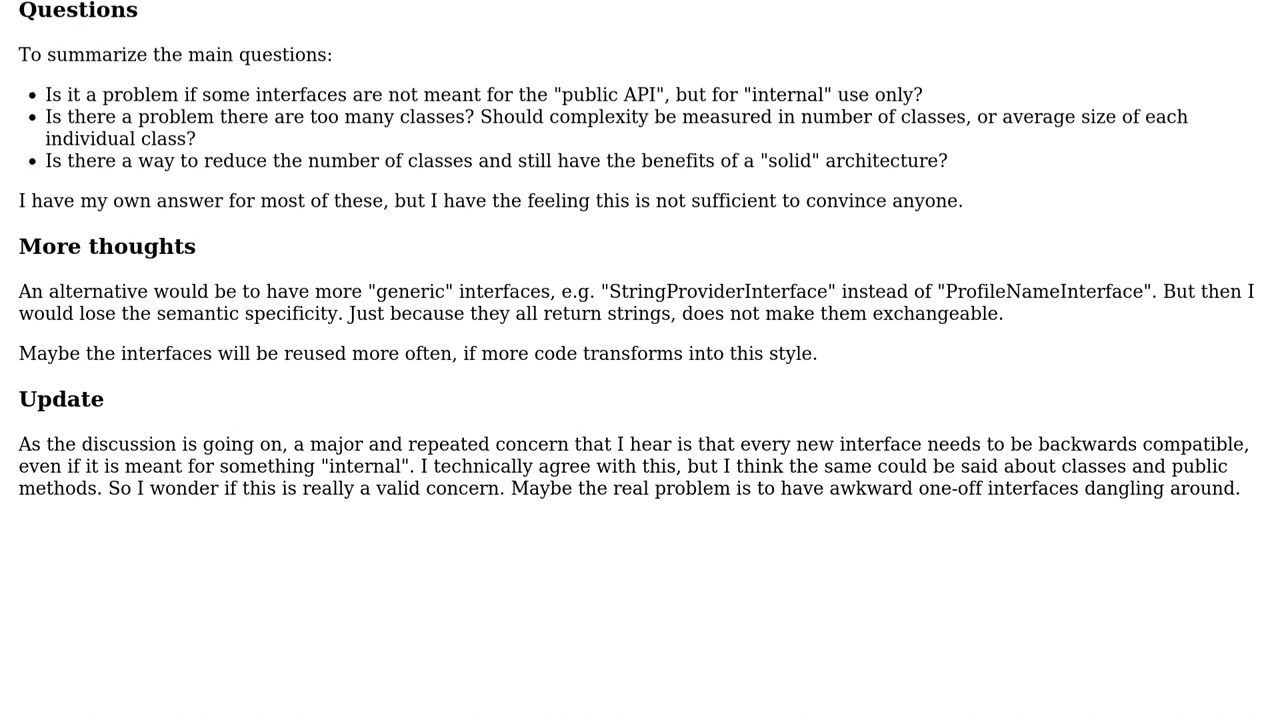 Questions
To summarize the main questions:
• Is it a problem if some interfaces are not meant for the "public API", but for "internal" use only?
• Is there a problem there are too many classes? Should complexity be measured in number of classes, or average size of each
individual class?
• Is there a way to reduce the number of classes and still have the benefits of a "solid" architecture?
I have my own answer for most of these, but I have the feeling this is not sufficient to convince anyone.
More thoughts
An alternative would be to have more "generic" interfaces, e.g. "StringProviderInterface" instead of "ProfileNameInterface". But then I
would lose the semantic specificity. Just because they all return strings, does not make them exchangeable.
Maybe the interfaces will be reused more often, if more code transforms into this style.
Update
As the discussion is going on, a major and repeated concern that I hear is that every new interface needs to be backwards compatible,
even if it is meant for something "internal". I technically agree with this, but I think the same could be said about classes and public
methods. So I wonder if this is really a valid concern. Maybe the real problem is to have awkward one-off interfaces dangling around.